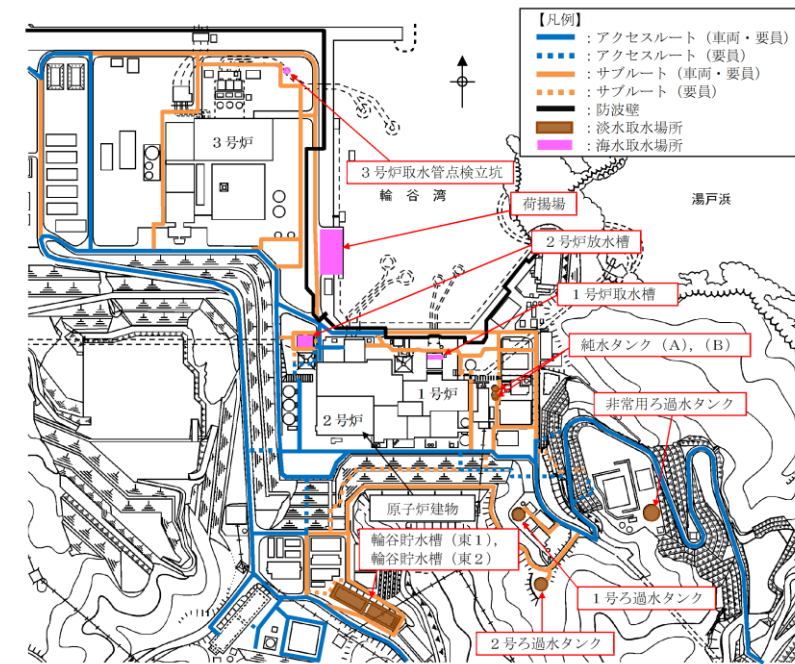 【凡例】
：アクセスルート（車両・要員）
：アクセスルート（要員）
：サブルート（車両・要員）
：サブルート（要員）
：防波壁
：淡水取水場所
：海水取水場所
3号炉
3号炉取水管点検立坑
輪谷湾
湯戸浜
荷揚場
2号炉放水槽
1号炉取水槽
純水タンク（A），（B）
1号炉
2号炉
非常用ろ過水タンク
原子炉建物
輪谷貯水槽（東1），
輪谷貯水槽（東2）
1号ろ過水タンク
2号ろ過水タンク